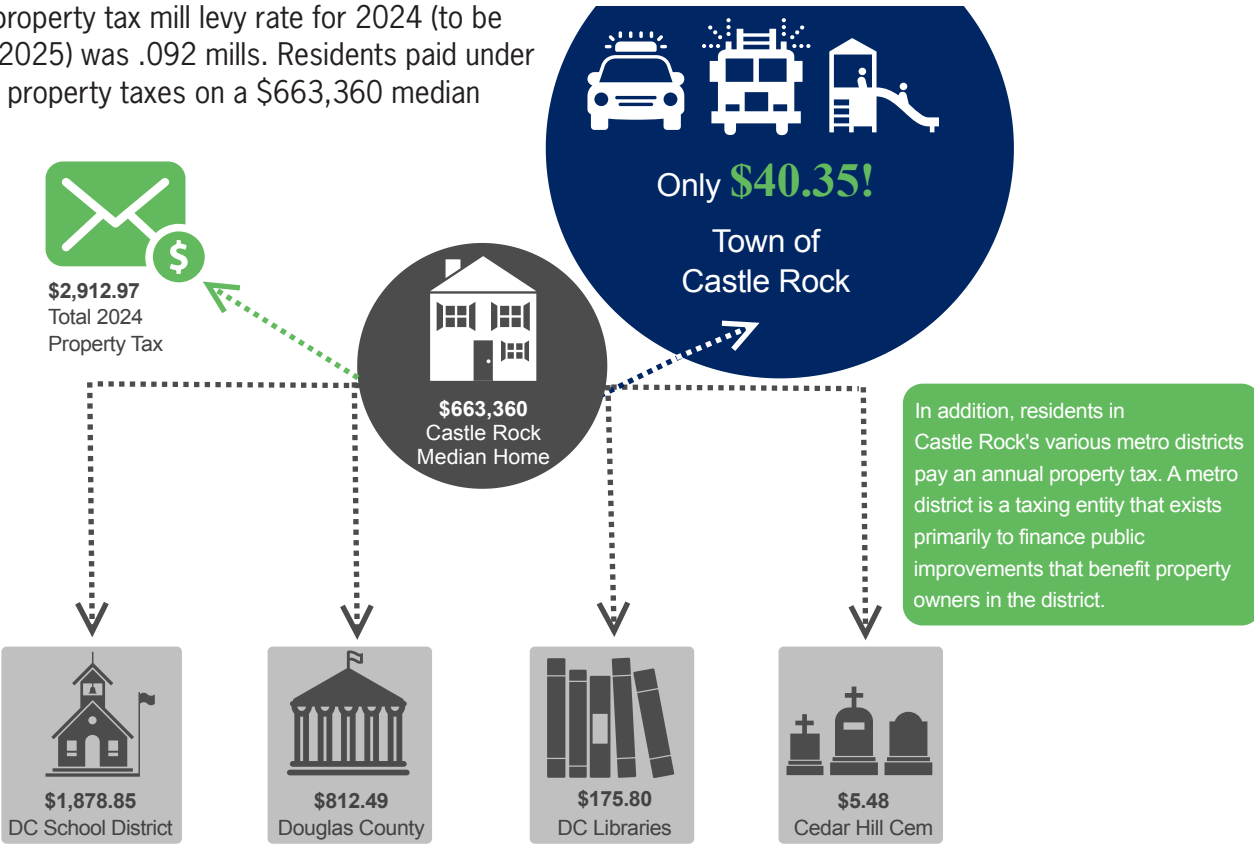 property tax mill levy rate for 2024 (to be
2025) was .092 mills. Residents paid under
property taxes on a $663,360 median
Only $40.35!
Town of
Castle Rock
$2,912.97
Total 2024
Property Tax
$663,360
Castle Rock
Median Home
In addition, residents in
Castle Rock's various metro districts
pay an annual property tax. A metro
district is a taxing entity that exists
primarily to finance public
improvements that benefit property
owners in the district.
$1,878.85
DC School District
$812.49
Douglas County
$175.80
DC Libraries
$5.48
Cedar Hill Cem